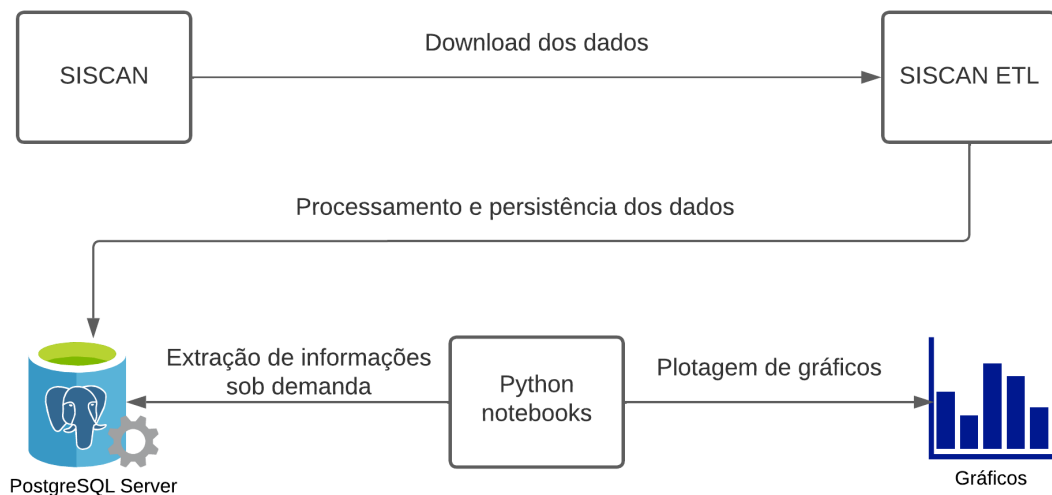 Download dos dados
SISCAN
SISCAN ETL
Processamento e persistência dos dados
Extração de informações
sob demanda
Python
notebooks
Plotagem de gráficos
PostgreSQL Server
Gráficos